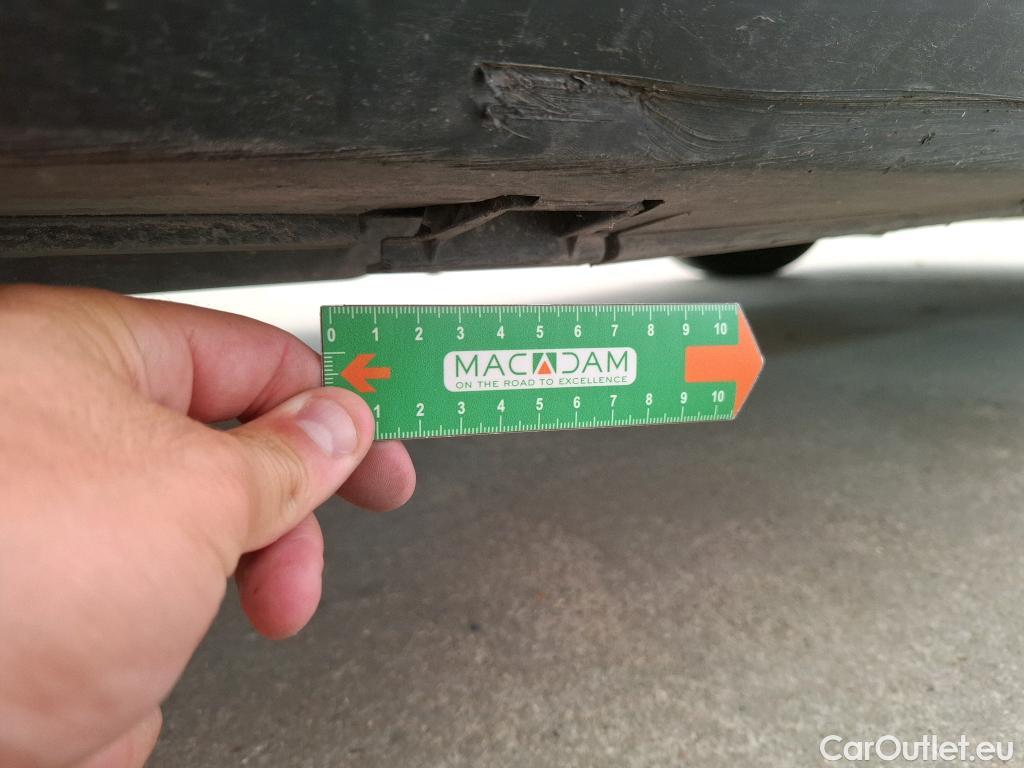 0 1 2 3 4 5 6 7 8 9 10
MACADAM
ON THE ROAD TO EXCELLENCE
1 2 3 4 5 6 7 8 9 10
CarOutlet.eu